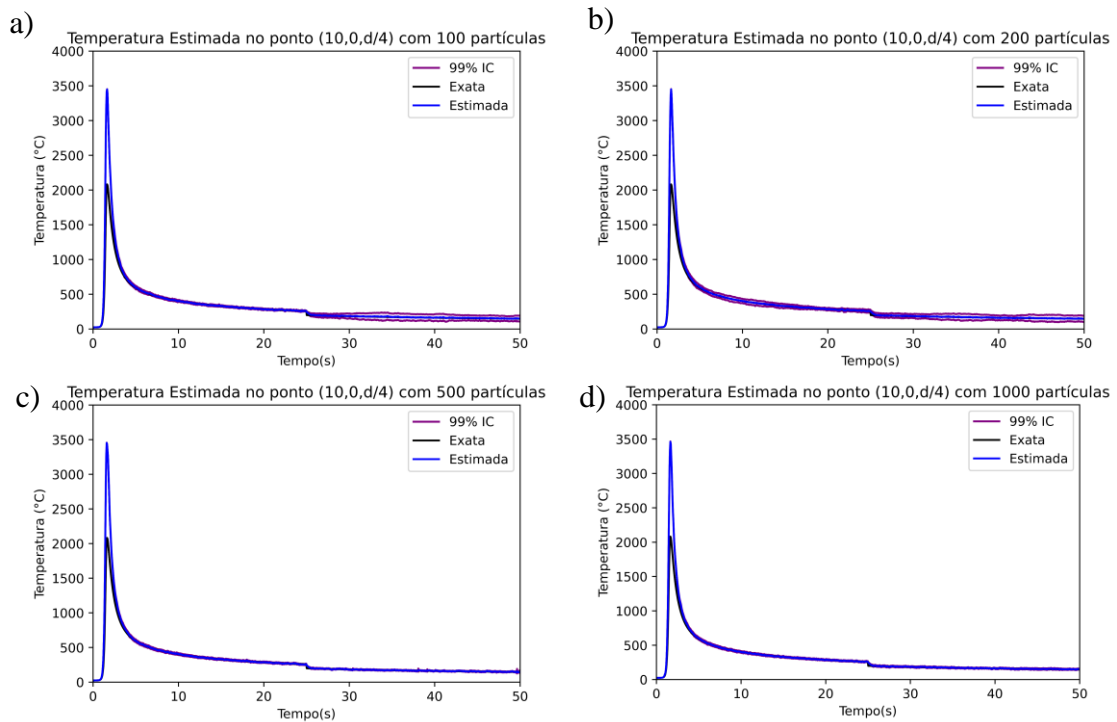 a)
Temperatura Estimada no ponto (10,0,d/4) com 100 partículas
4000
3500
3000
2500
2000
1500
1000
500
0
Temperatura (°C)
99% IC
Exata
Estimada
0 10 20 30 40 50
Tempo(s)
b)
Temperatura Estimada no ponto (10,0,d/4) com 200 partículas
4000
3500
3000
2500
2000
1500
1000
500
0
Temperatura (°C)
99% IC
Exata
Estimada
0 10 20 30 40 50
Tempo(s)
c)
Temperatura Estimada no ponto (10,0,d/4) com 500 partículas
4000
3500
3000
2500
2000
1500
1000
500
0
Temperatura (°C)
99% IC
Exata
Estimada
0 10 20 30 40 50
Tempo(s)
d)
Temperatura Estimada no ponto (10,0,d/4) com 1000 partículas
4000
3500
3000
2500
2000
1500
1000
500
0
Temperatura (°C)
99% IC
Exata
Estimada
0 10 20 30 40 50
Tempo(s)